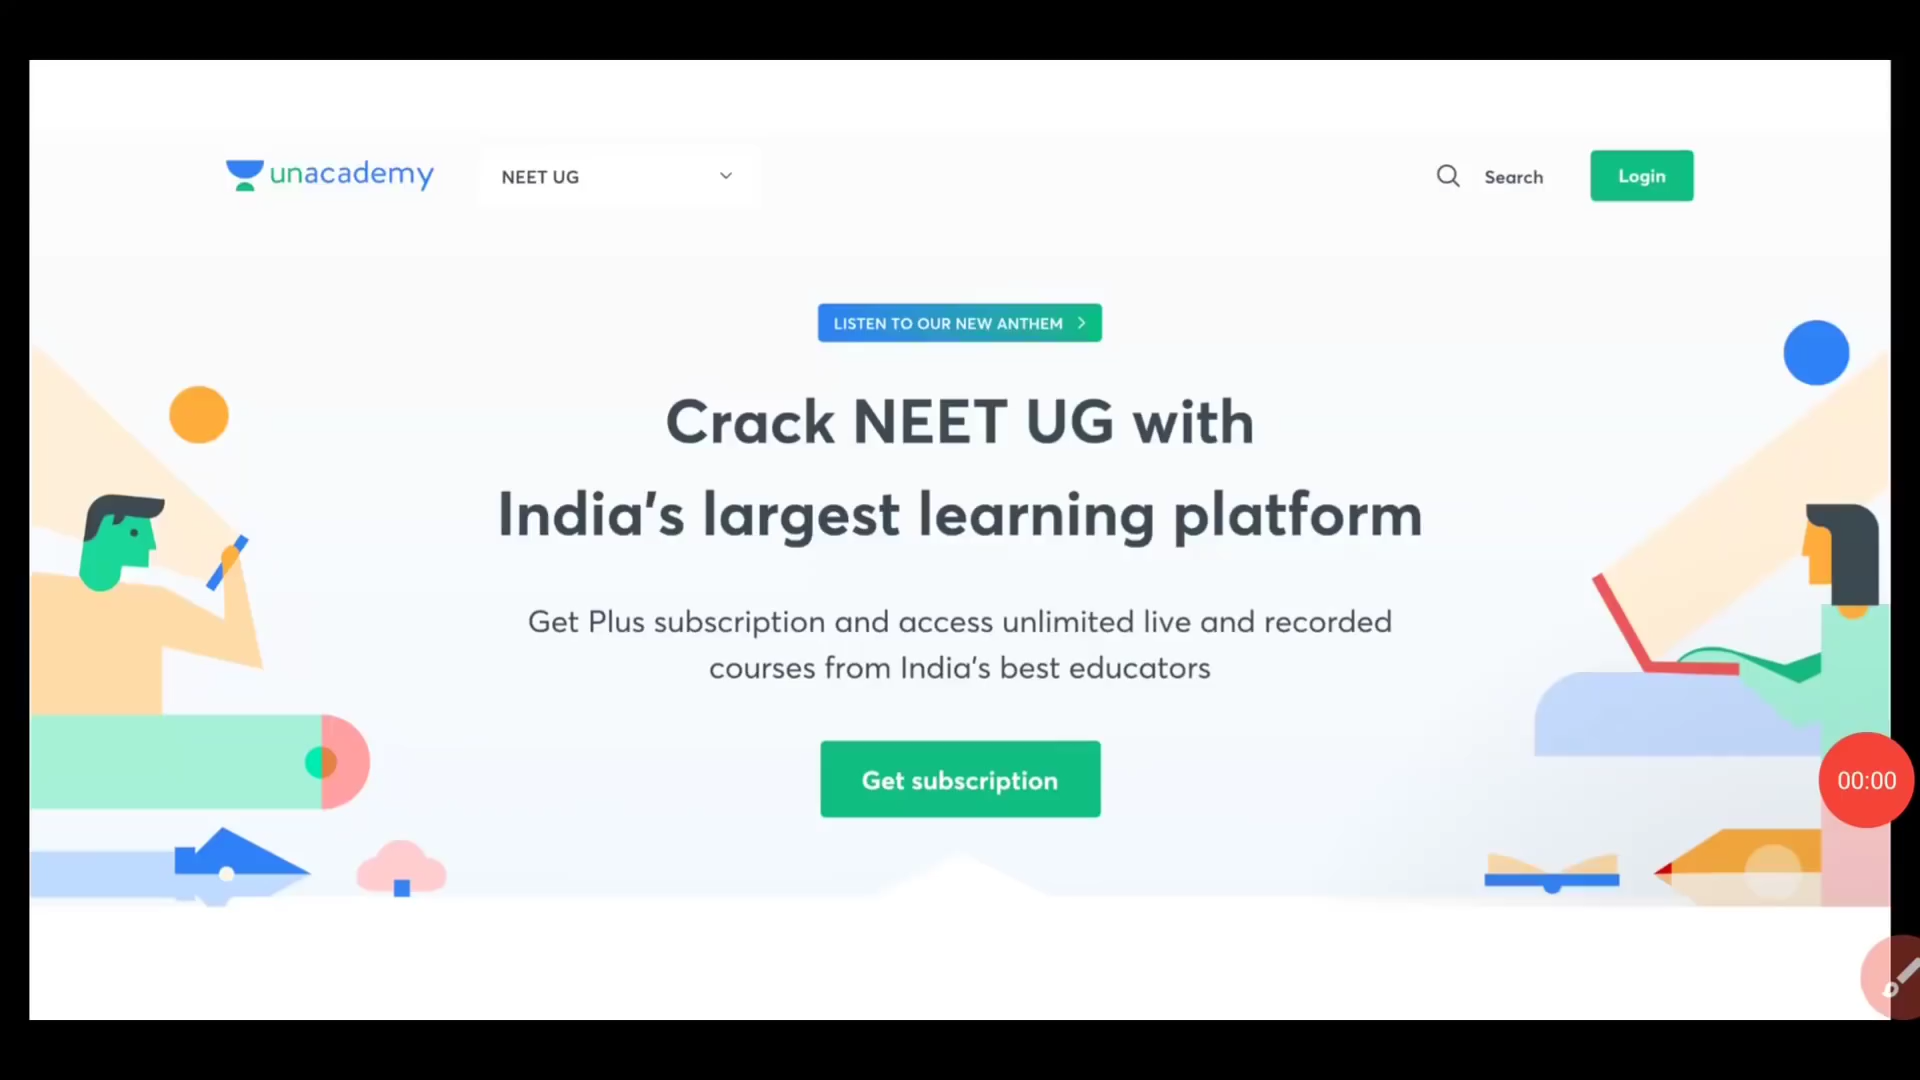 unacademy
NEET UG
Search
Login
LISTEN TO OUR NEW ANTHEM
Crack NEET UG with
India's largest learning platform
Get Plus subscription and access unlimited live and recorded
courses from India's best educators
Get subscription
00:00